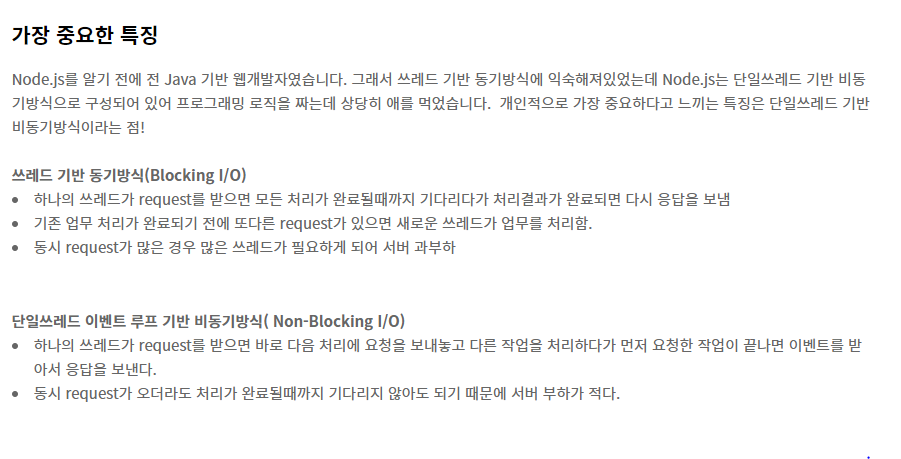 가장 중요한 특징
Node.js를 알기 전에 전 Java 기반 웹개발자였습니다. 그래서 쓰레드 기반 동기방식에 익숙해져있었는데 Node.js는 단일쓰레드 기반 비동
기방식으로 구성되어 있어 프로그래밍 로직을 짜는데 상당히 애를 먹었습니다.  개인적으로 가장 중요하다고 느끼는 특징은 단일쓰레드 기반
비동기방식이라는 점!
쓰레드 기반 동기방식(Blocking I/O)
● 하나의 쓰레드가 request를 받으면 모든 처리가 완료될때까지 기다리다가 처리결과가 완료되면 다시 응답을 보냄
● 기존 업무 처리가 완료되기 전에 또다른 request가 있으면 새로운 쓰레드가 업무를 처리함.
● 동시 request가 많은 경우 많은 쓰레드가 필요하게 되어 서버 과부하
단일쓰레드 이벤트 루프 기반 비동기방식( Non-Blocking I/O)
● 하나의 쓰레드가 request를 받으면 바로 다음 처리에 요청을 보내놓고 다른 작업을 처리하다가 먼저 요청한 작업이 끝나면 이벤트를 받
아서 응답을 보낸다.
● 동시 request가 오더라도 처리가 완료될때까지 기다리지 않아도 되기 때문에 서버 부하가 적다.